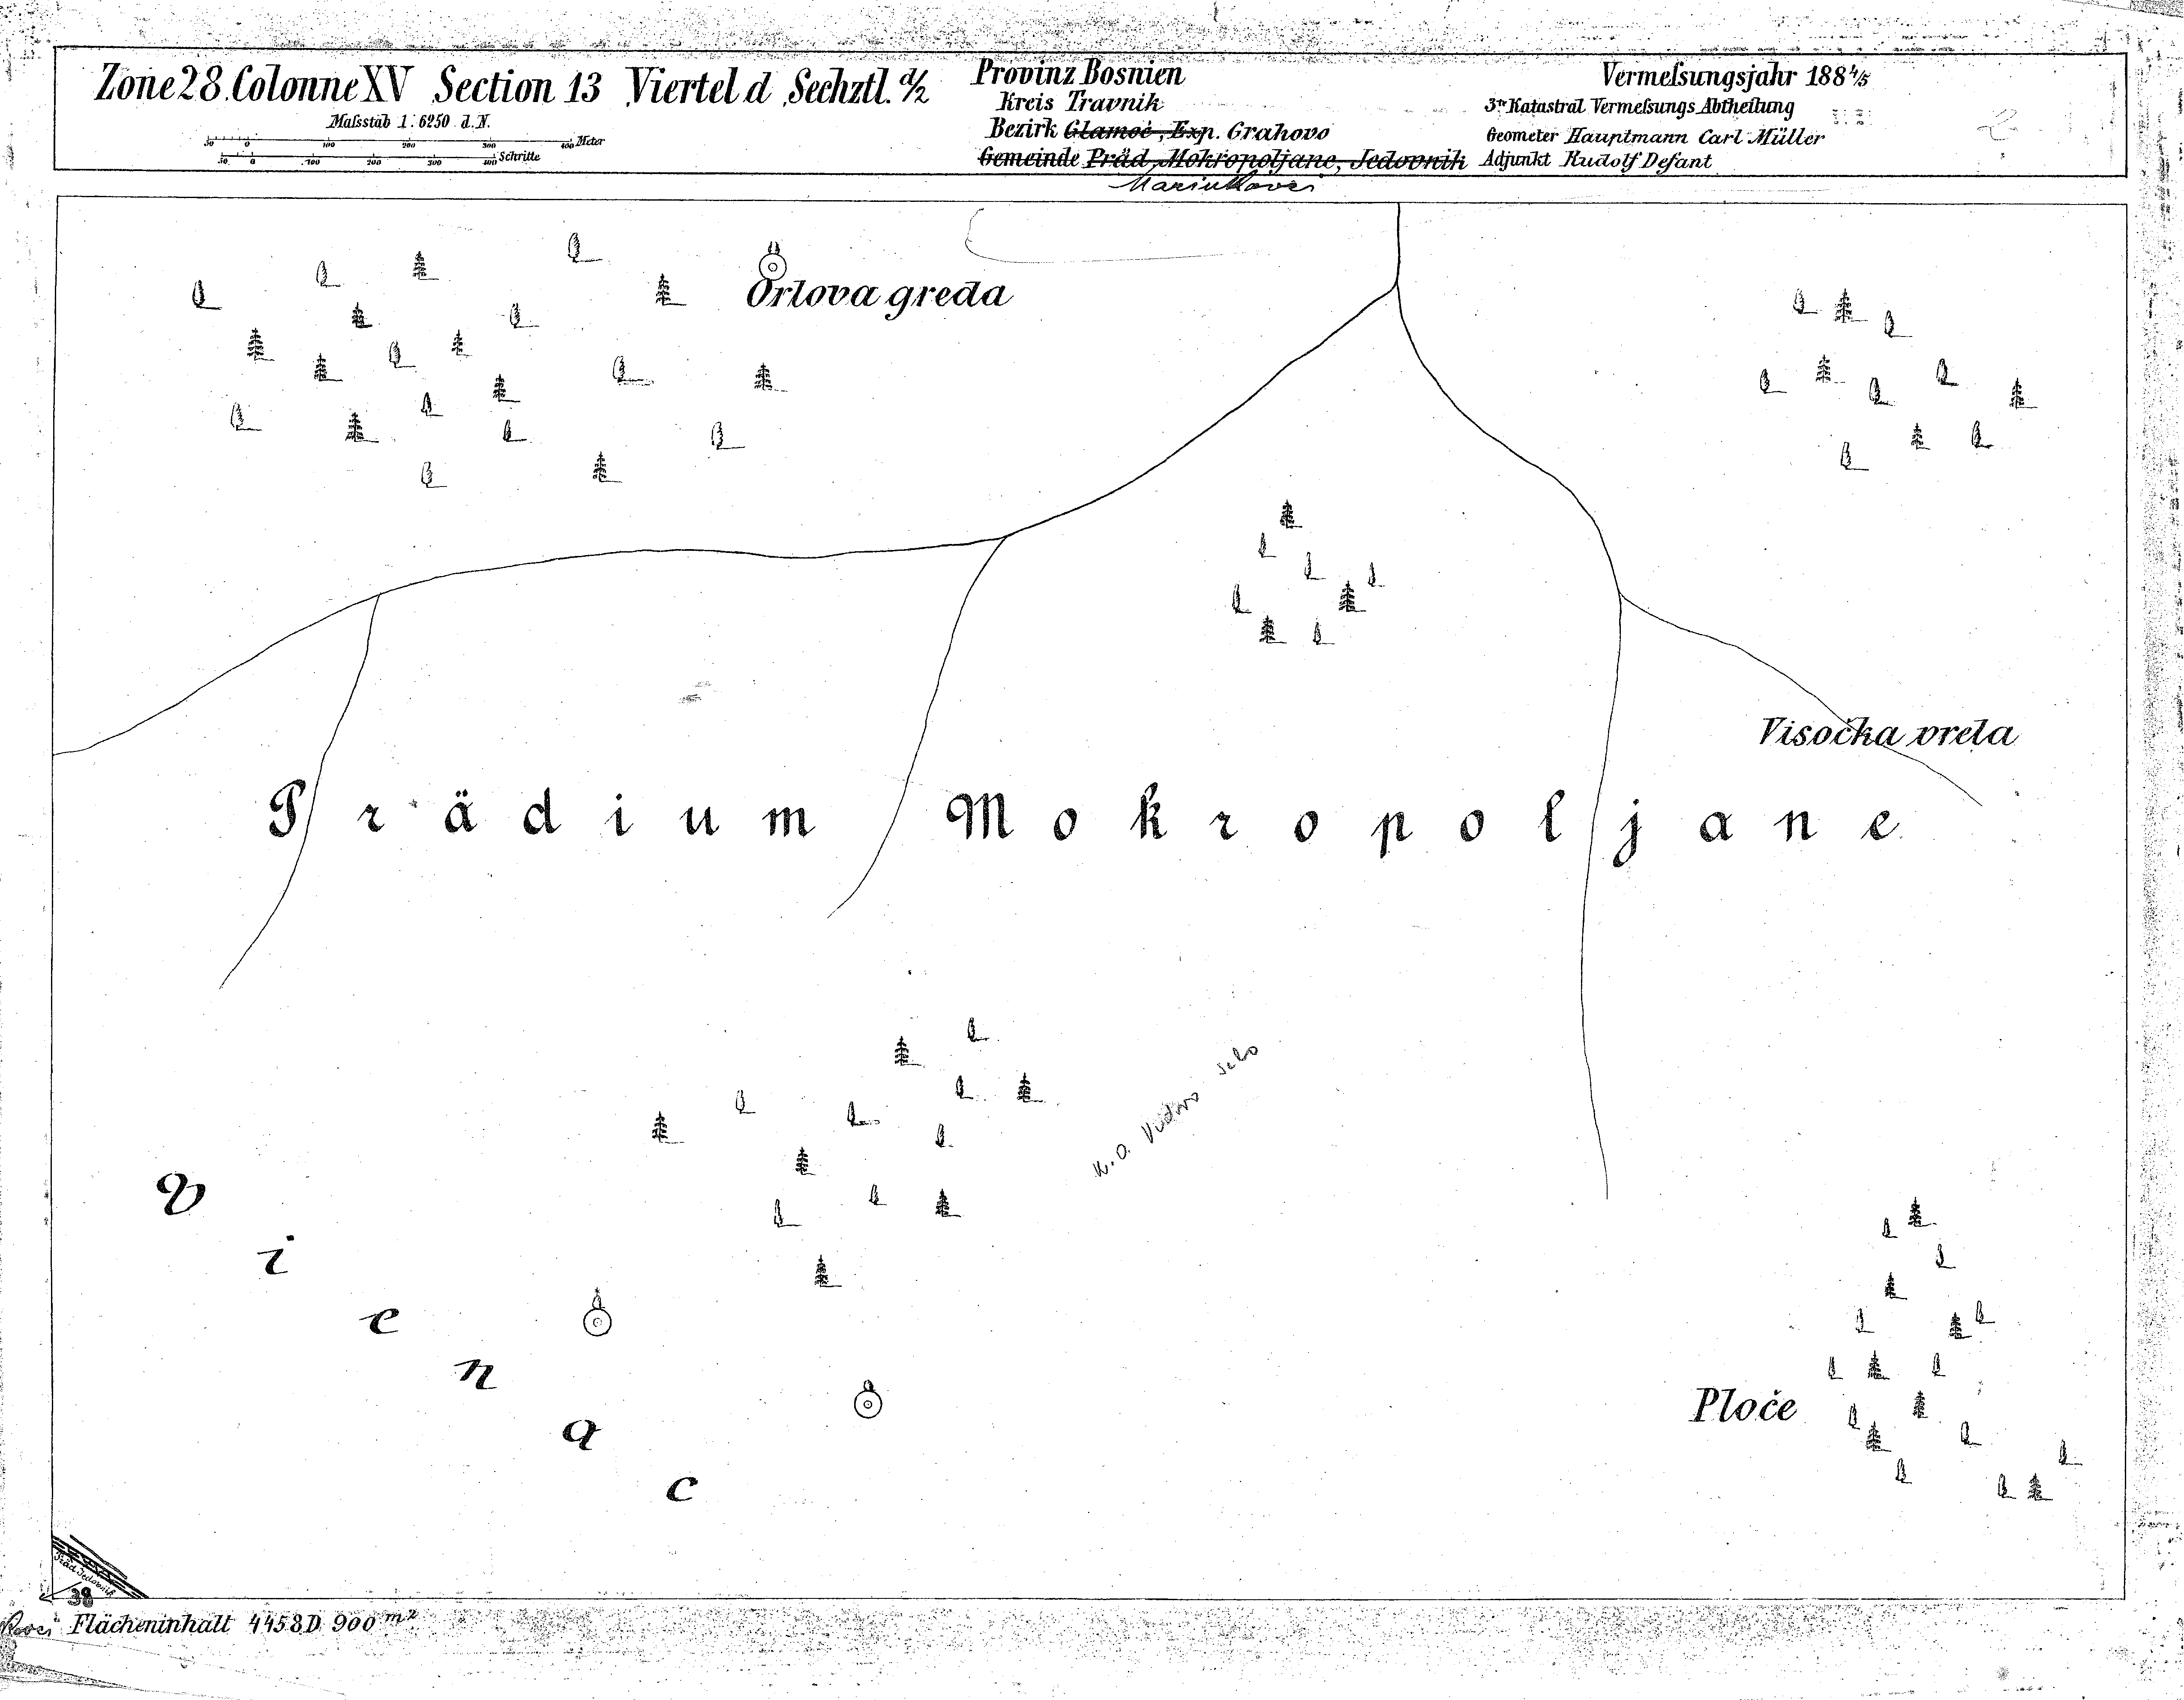 Zone 28. Colonne XV Section 13 Viertel d Sechztl. d/2
Maſsstab 1:6250 d. N.
50 0 100 200 300 400 Meter
50 0 100 200 300 400 Schritte
Provinz Bosnien
Kreis Travnik
Bezirk Glamoč, Exp. Grahovo
Gemeinde Präd. Mokropoljane, Jedovnik
Marinkovci
Vermeſsungsjahr 188 4/5
3te Katastral Vermeſsungs Abtheilung
Geometer Hauptmann Carl Müller
Adjunkt Rudolf Defant
Orlova greda
Visočka vrela
Prädium Mokropoljane
K.O. Vidovo selo
Vienac
Ploče
Präd. Jedovnik
38
Flächeninhalt 4458 D 900 m²